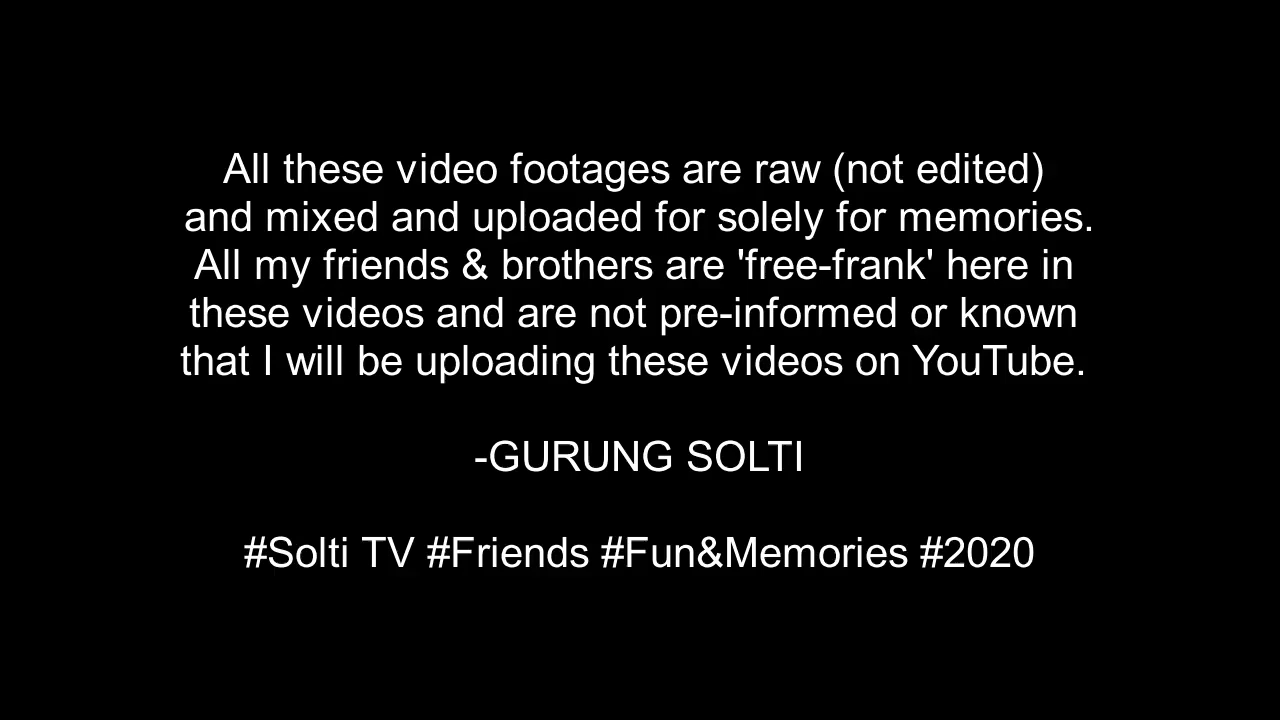 All these video footages are raw (not edited)
and mixed and uploaded for solely for memories.
All my friends & brothers are 'free-frank' here in
these videos and are not pre-informed or known
that I will be uploading these videos on YouTube.
-GURUNG SOLTI
#Solti TV #Friends #Fun&Memories #2020